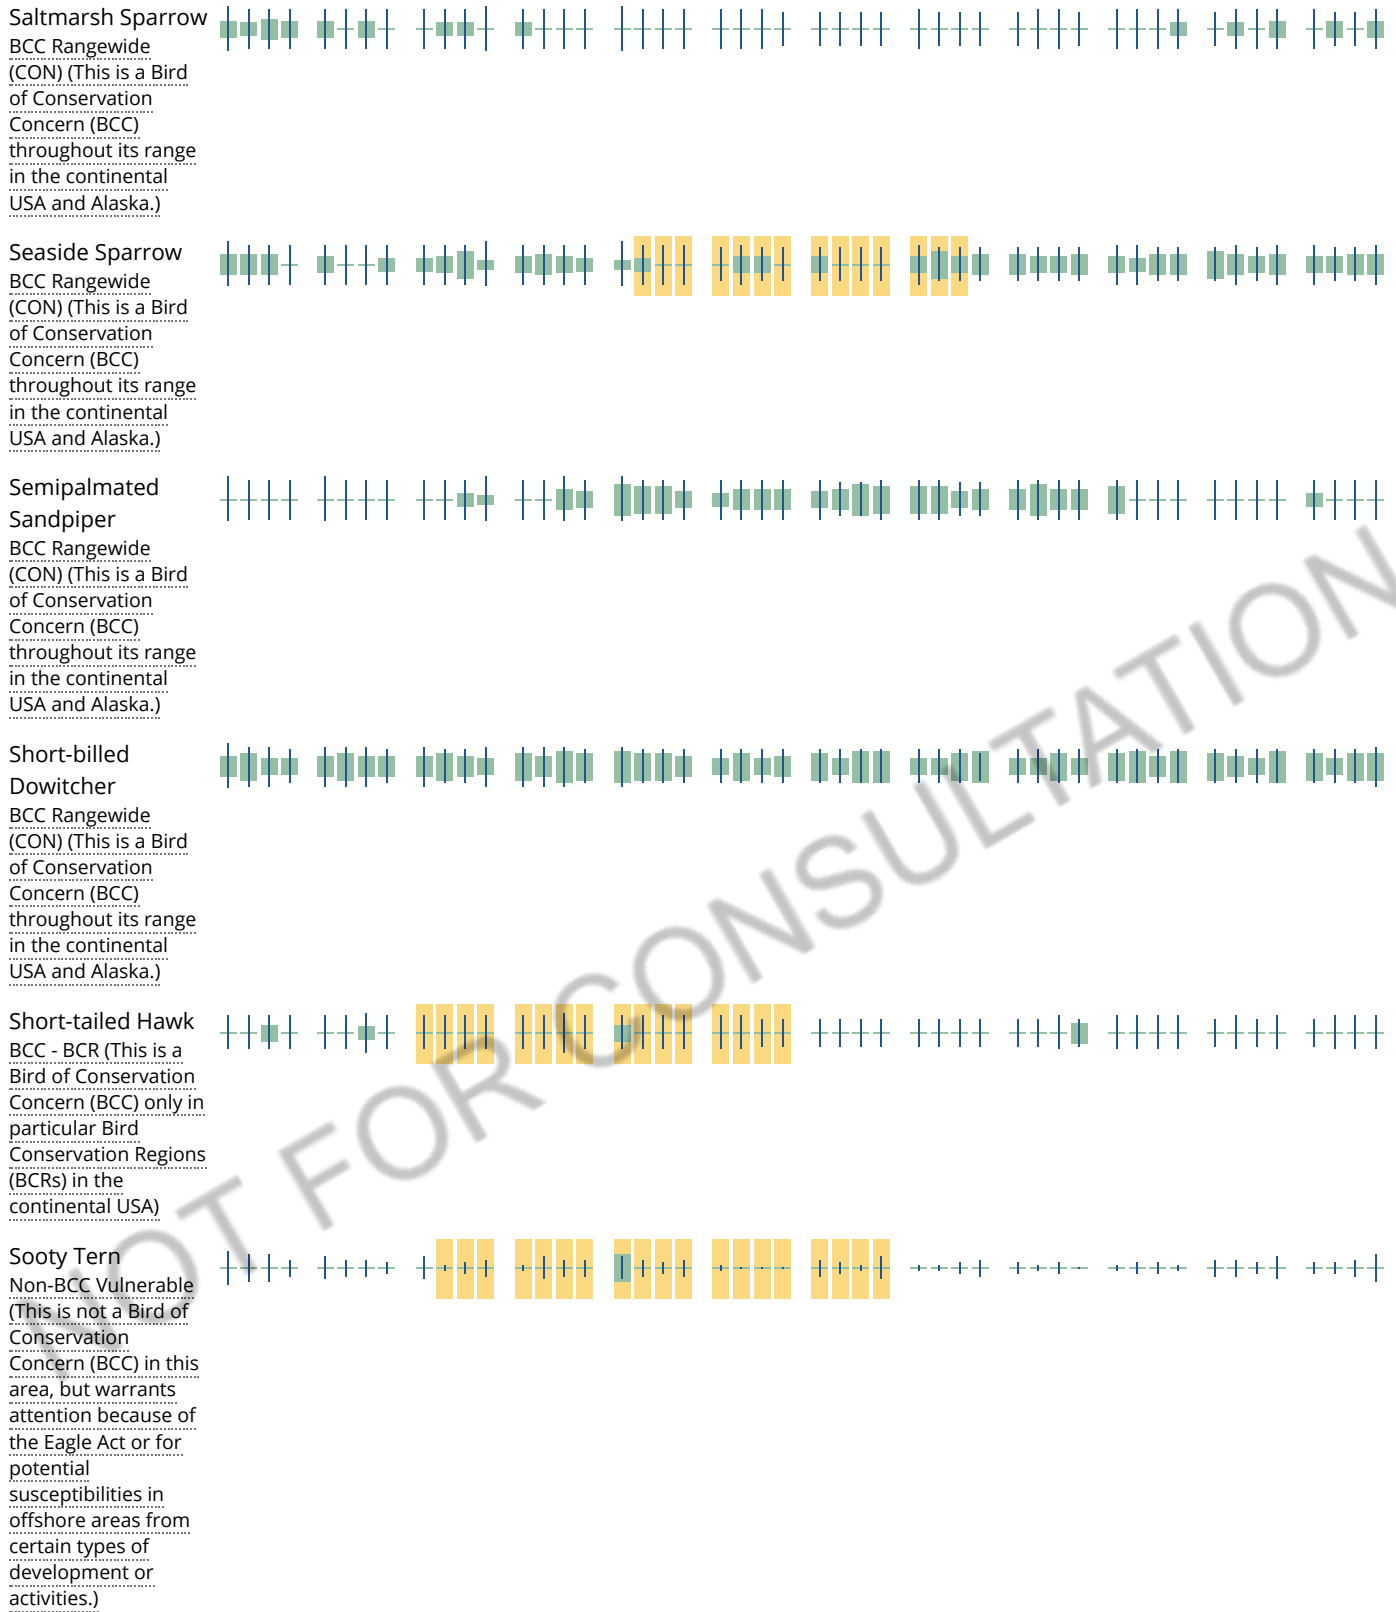 Saltmarsh Sparrow
BCC Rangewide
(CON) (This is a Bird
of Conservation
Concern (BCC)
throughout its range
in the continental
USA and Alaska.)
Seaside Sparrow
BCC Rangewide
(CON) (This is a Bird
of Conservation
Concern (BCC)
throughout its range
in the continental
USA and Alaska.)
Semipalmated
Sandpiper
BCC Rangewide
(CON) (This is a Bird
of Conservation
Concern (BCC)
throughout its range
in the continental
USA and Alaska.)
Short-billed
Dowitcher
BCC Rangewide
(CON) (This is a Bird
of Conservation
Concern (BCC)
throughout its range
in the continental
USA and Alaska.)
Short-tailed Hawk
BCC - BCR (This is a
Bird of Conservation
Concern (BCC) only in
particular Bird
Conservation Regions
(BCRs) in the
continental USA)
Sooty Tern
Non-BCC Vulnerable
(This is not a Bird of
Conservation
Concern (BCC) in this
area, but warrants
attention because of
the Eagle Act or for
potential
susceptibilities in
offshore areas from
certain types of
development or
activities.)
NOT FOR CONSULTATION